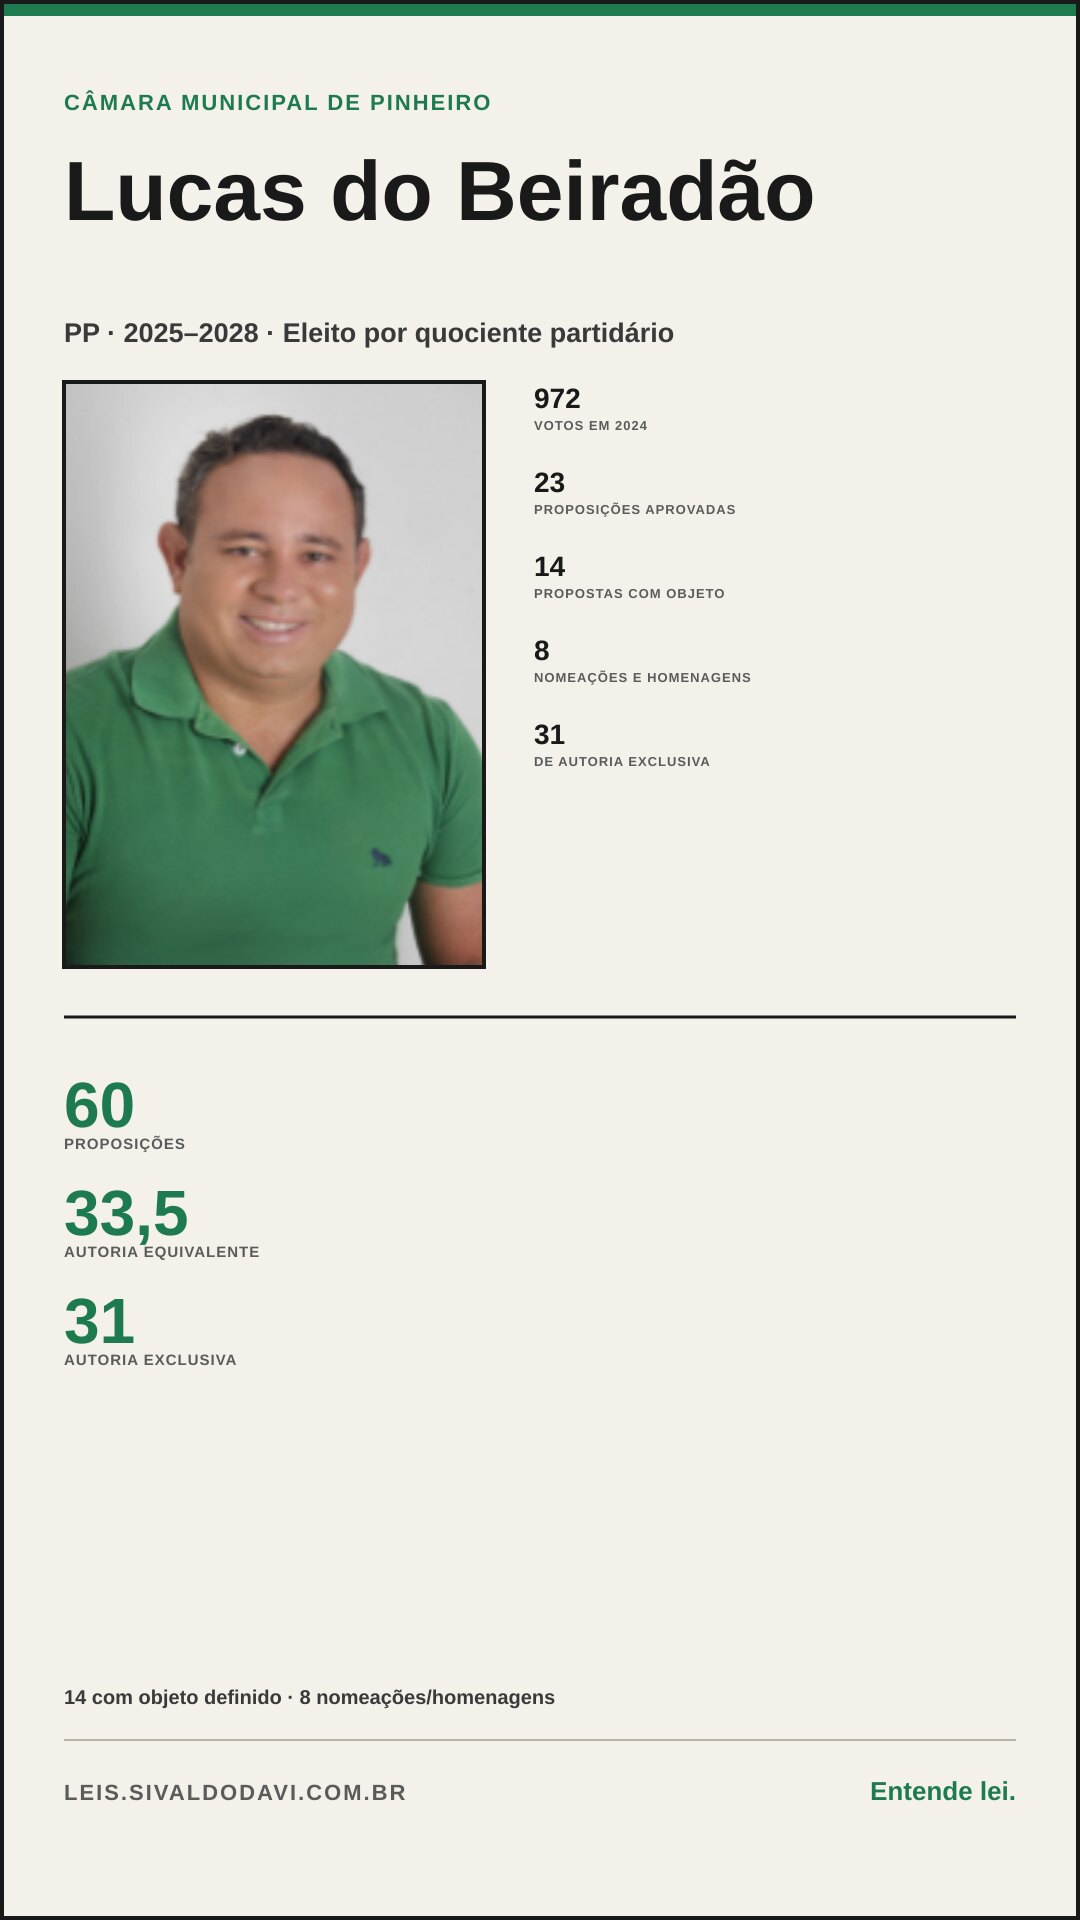 CÂMARA MUNICIPAL DE PINHEIRO
Lucas do Beiradão
PP · 2025–2028 · Eleito por quociente partidário
972
VOTOS EM 2024
23
PROPOSIÇÕES APROVADAS
14
PROPOSTAS COM OBJETO
8
NOMEAÇÕES E HOMENAGENS
31
DE AUTORIA EXCLUSIVA
60
PROPOSIÇÕES
33,5
AUTORIA EQUIVALENTE
31
AUTORIA EXCLUSIVA
14 com objeto definido · 8 nomeações/homenagens
LEIS.SIVALDODAVI.COM.BR
Entende lei.